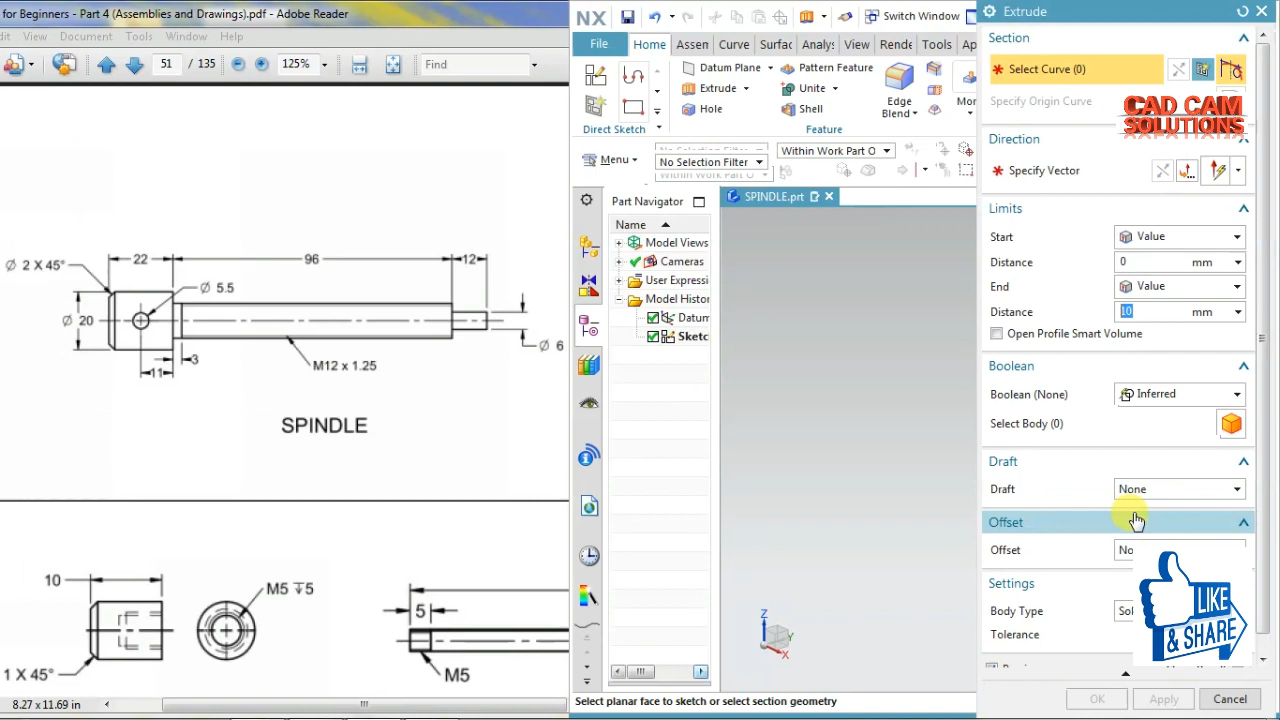 for Beginners - Part 4 (Assemblies and Drawings).pdf - Adobe Reader
View Document Tools Window Help
51 / 135 125% Find
Ø 2 X 45°
22
96
12
Ø 5.5
Ø 20
Ø 6
3
11
M12 x 1.25
SPINDLE
10
M5 ↧5
1 X 45°
5
M5
8.27 x 11.69 in
NX
Switch Window
File Home Assem Curve Surfac Analys View Rende Tools Ap
Datum Plane
Pattern Feature
Extrude
Unite
Hole
Shell
Edge Blend
Mor
Direct Sketch
Feature
Menu
No Selection Filter
Within Work Part O
Part Navigator
SPINDLE.prt
Name
Model Views
Cameras
User Expressi
Model Histor
Datum
Sketc
Z
Y
X
Select planar face to sketch or select section geometry
Extrude
Section
Select Curve (0)
Specify Origin Curve
CAD CAM
SOLUTIONS
Direction
Specify Vector
Limits
Start Value
Distance 0 mm
End Value
Distance 10 mm
Open Profile Smart Volume
Boolean
Boolean (None) Inferred
Select Body (0)
Draft
Draft None
Offset
Offset No
Settings
Body Type Sol
Tolerance
LIKE
& SHARE
OK Apply Cancel